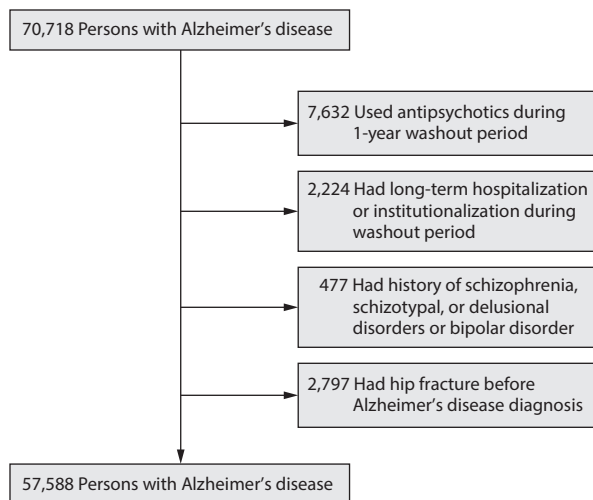 70,718 Persons with Alzheimer’s disease
7,632 Used antipsychotics during
1-year washout period
2,224 Had long-term hospitalization
or institutionalization during
washout period
477 Had history of schizophrenia,
schizotypal, or delusional
disorders or bipolar disorder
2,797 Had hip fracture before
Alzheimer’s disease diagnosis
57,588 Persons with Alzheimer’s disease